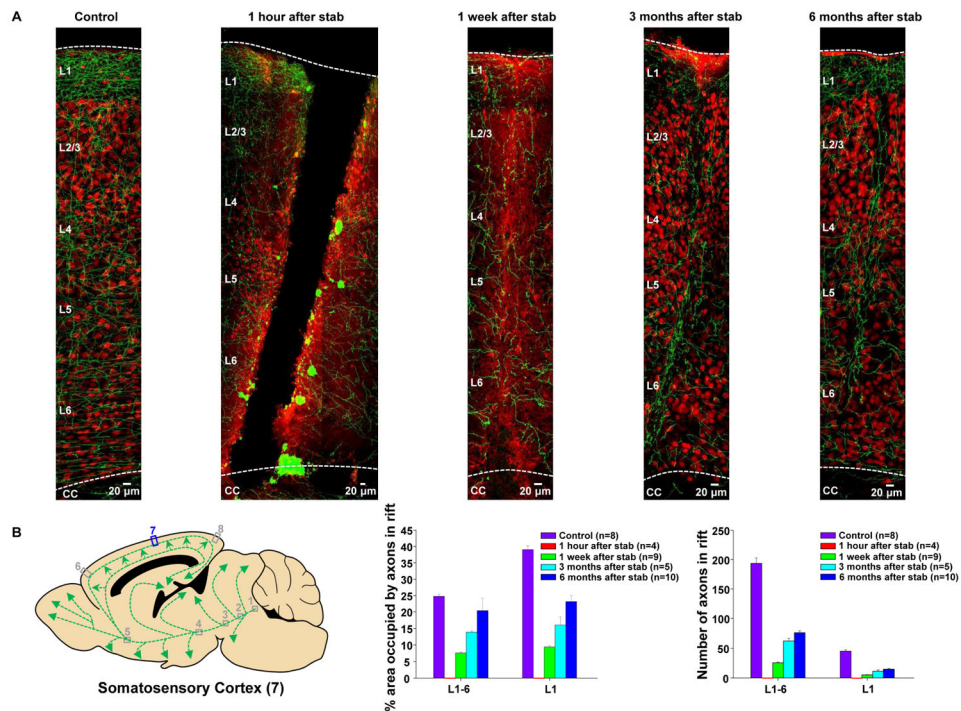 A
Control
1 hour after stab
1 week after stab
3 months after stab
6 months after stab
L1
L2/3
L4
L5
L6
CC
20 µm
L1
L2/3
L4
L5
L6
CC
20 µm
L1
L2/3
L4
L5
L6
CC
20 µm
L1
L2/3
L4
L5
L6
CC
20 µm
L1
L2/3
L4
L5
L6
CC
20 µm
B
7
8
6
5
4
3
2
1
Somatosensory Cortex (7)
% area occupied by axons in rift
45
40
35
30
25
20
15
10
5
0
Control (n=8)
1 hour after stab (n=4)
1 week after stab (n=9)
3 months after stab (n=5)
6 months after stab (n=10)
L1-6
L1
Number of axons in rift
250
200
150
100
50
0
Control (n=8)
1 hour after stab (n=4)
1 week after stab (n=9)
3 months after stab (n=5)
6 months after stab (n=10)
L1-6
L1